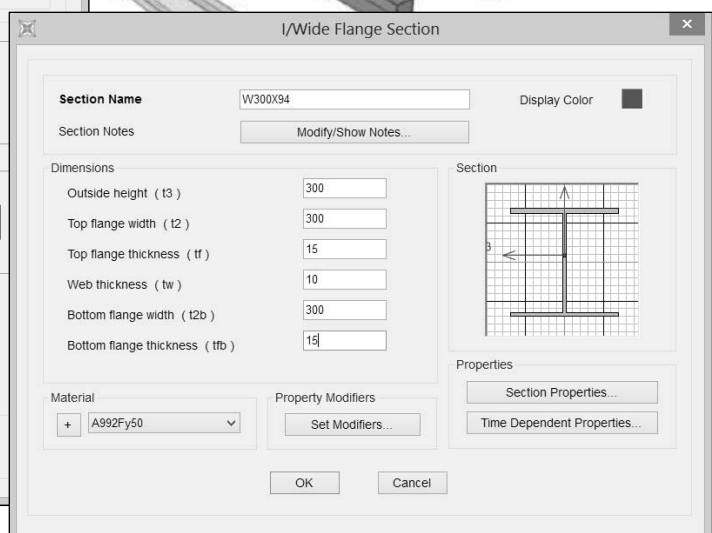 I/Wide Flange Section
×
Section Name W300X94 Display Color
Section Notes Modify/Show Notes...
Dimensions
Outside height ( t3 ) 300
Top flange width ( t2 ) 300
Top flange thickness ( tf ) 15
Web thickness ( tw ) 10
Bottom flange width ( t2b ) 300
Bottom flange thickness ( tfb ) 15
Section
3
Properties
Section Properties...
Time Dependent Properties...
Material
+ A992Fy50
Property Modifiers
Set Modifiers...
OK Cancel